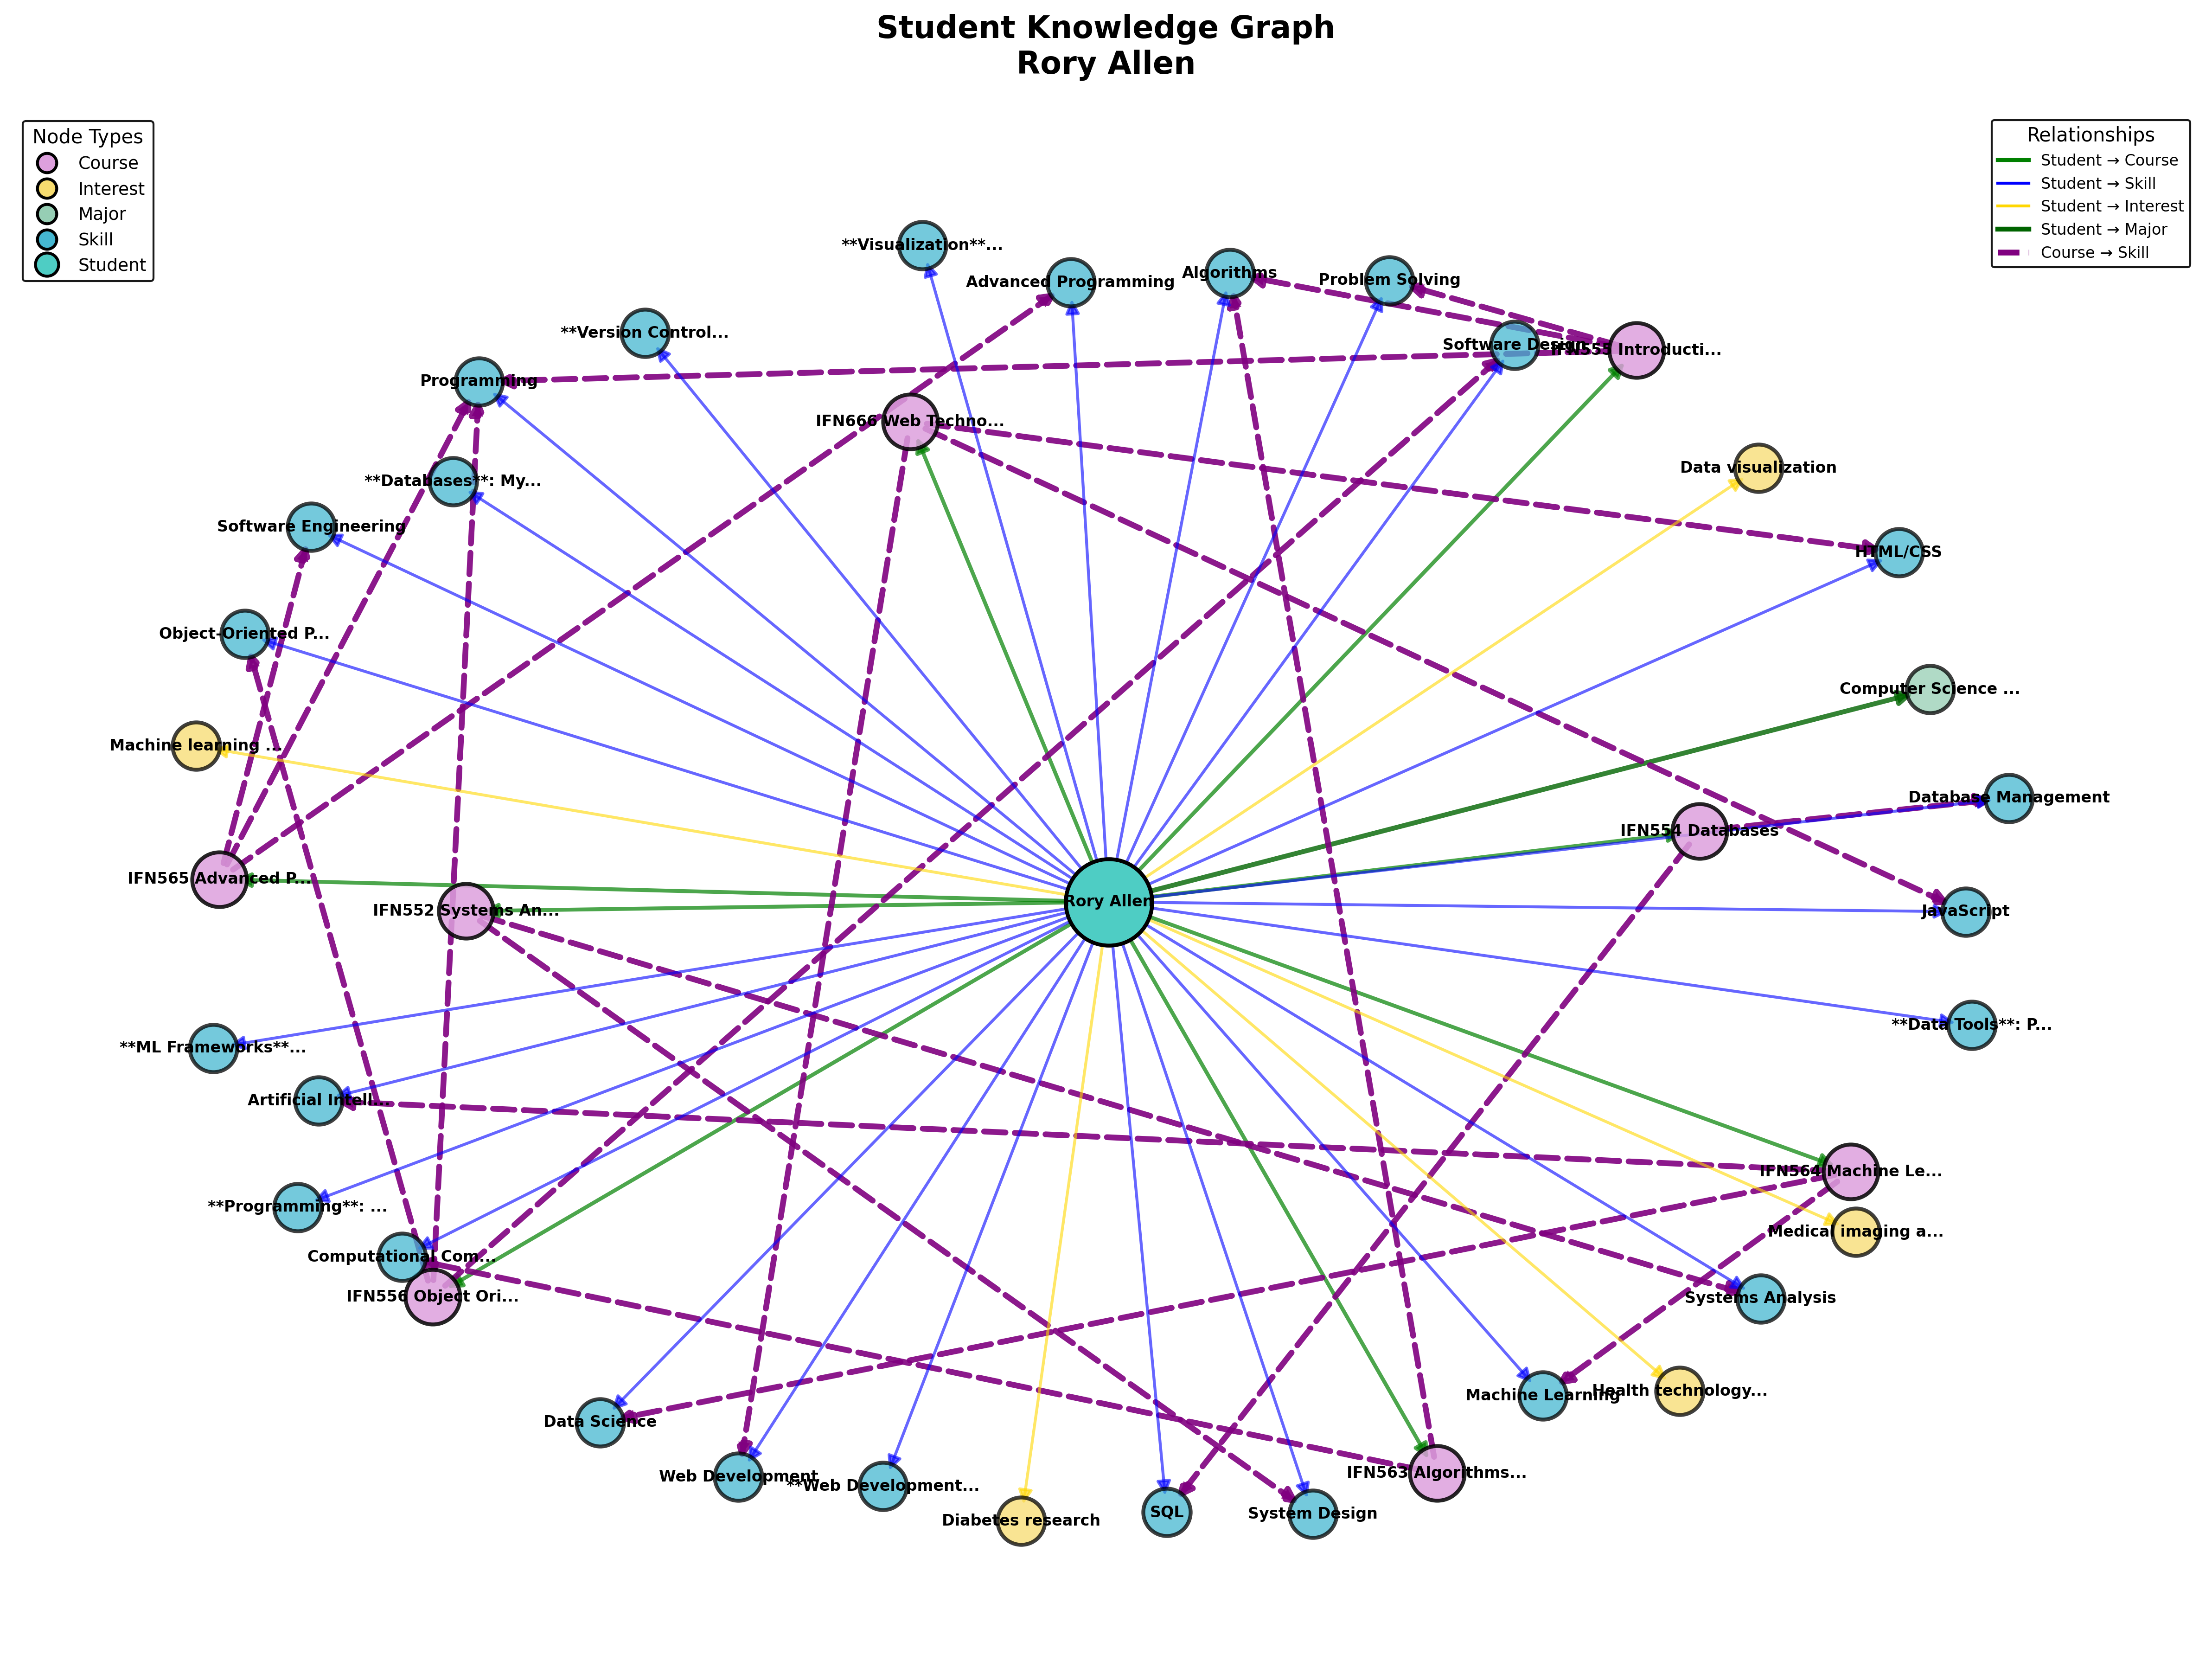 Student Knowledge Graph
Rory Allen
Node Types
Course
Interest
Major
Skill
Student
Relationships
Student → Course
Student → Skill
Student → Interest
Student → Major
Course → Skill
**Visualization**...
Advanced Programming
Algorithms
Problem Solving
**Version Control...
Software Design
IFN555 Introducti...
Programming
IFN666 Web Techno...
Data visualization
**Databases**: My...
Software Engineering
HTML/CSS
Object-Oriented P...
Computer Science ...
Machine learning ...
Database Management
IFN554 Databases
IFN565 Advanced P...
Rory Allen
IFN552 Systems An...
JavaScript
**Data Tools**: P...
**ML Frameworks**...
Artificial Intell...
IFN564 Machine Le...
**Programming**: ...
Medical imaging a...
Computational Com...
IFN556 Object Ori...
Systems Analysis
Machine Learning
Health technology...
Data Science
Web Development
**Web Development...
IFN563 Algorithms...
Diabetes research
SQL
System Design